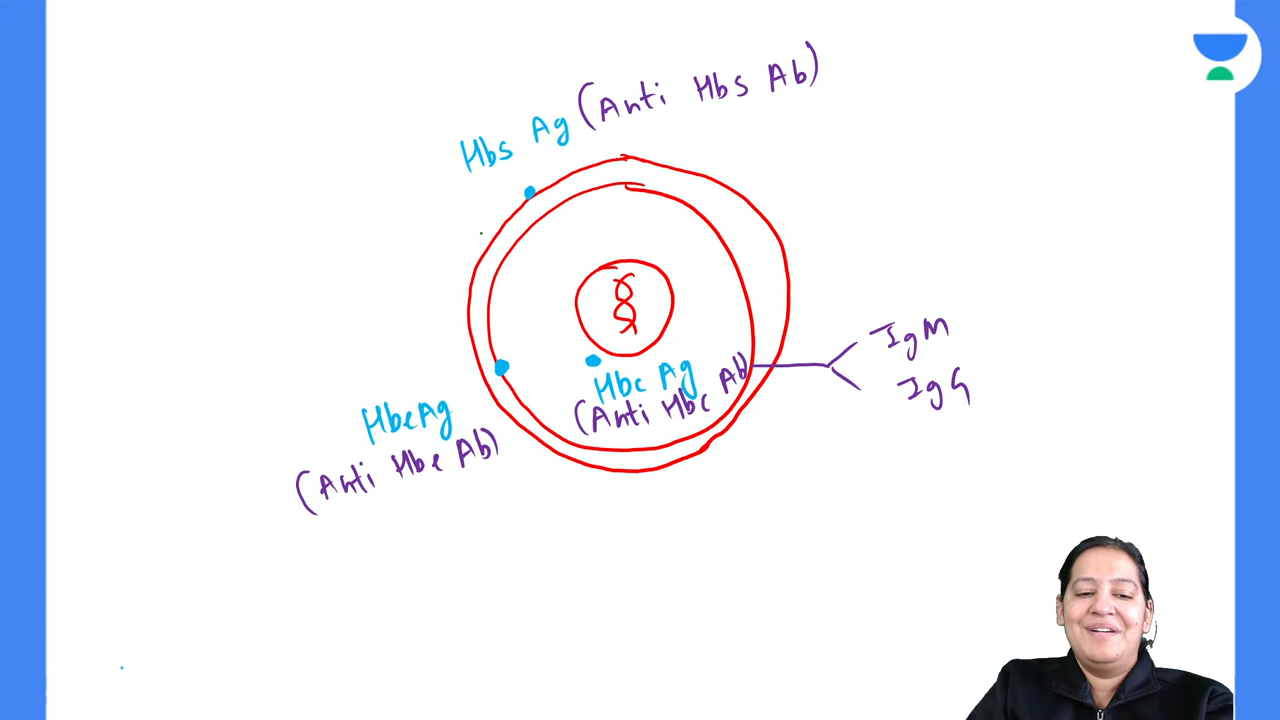 Hbs Ag (Anti Hbs Ab)
IgM
Hbc Ag
(Anti Hbc Ab)
IgG
HbeAg
(Anti Hbe Ab)